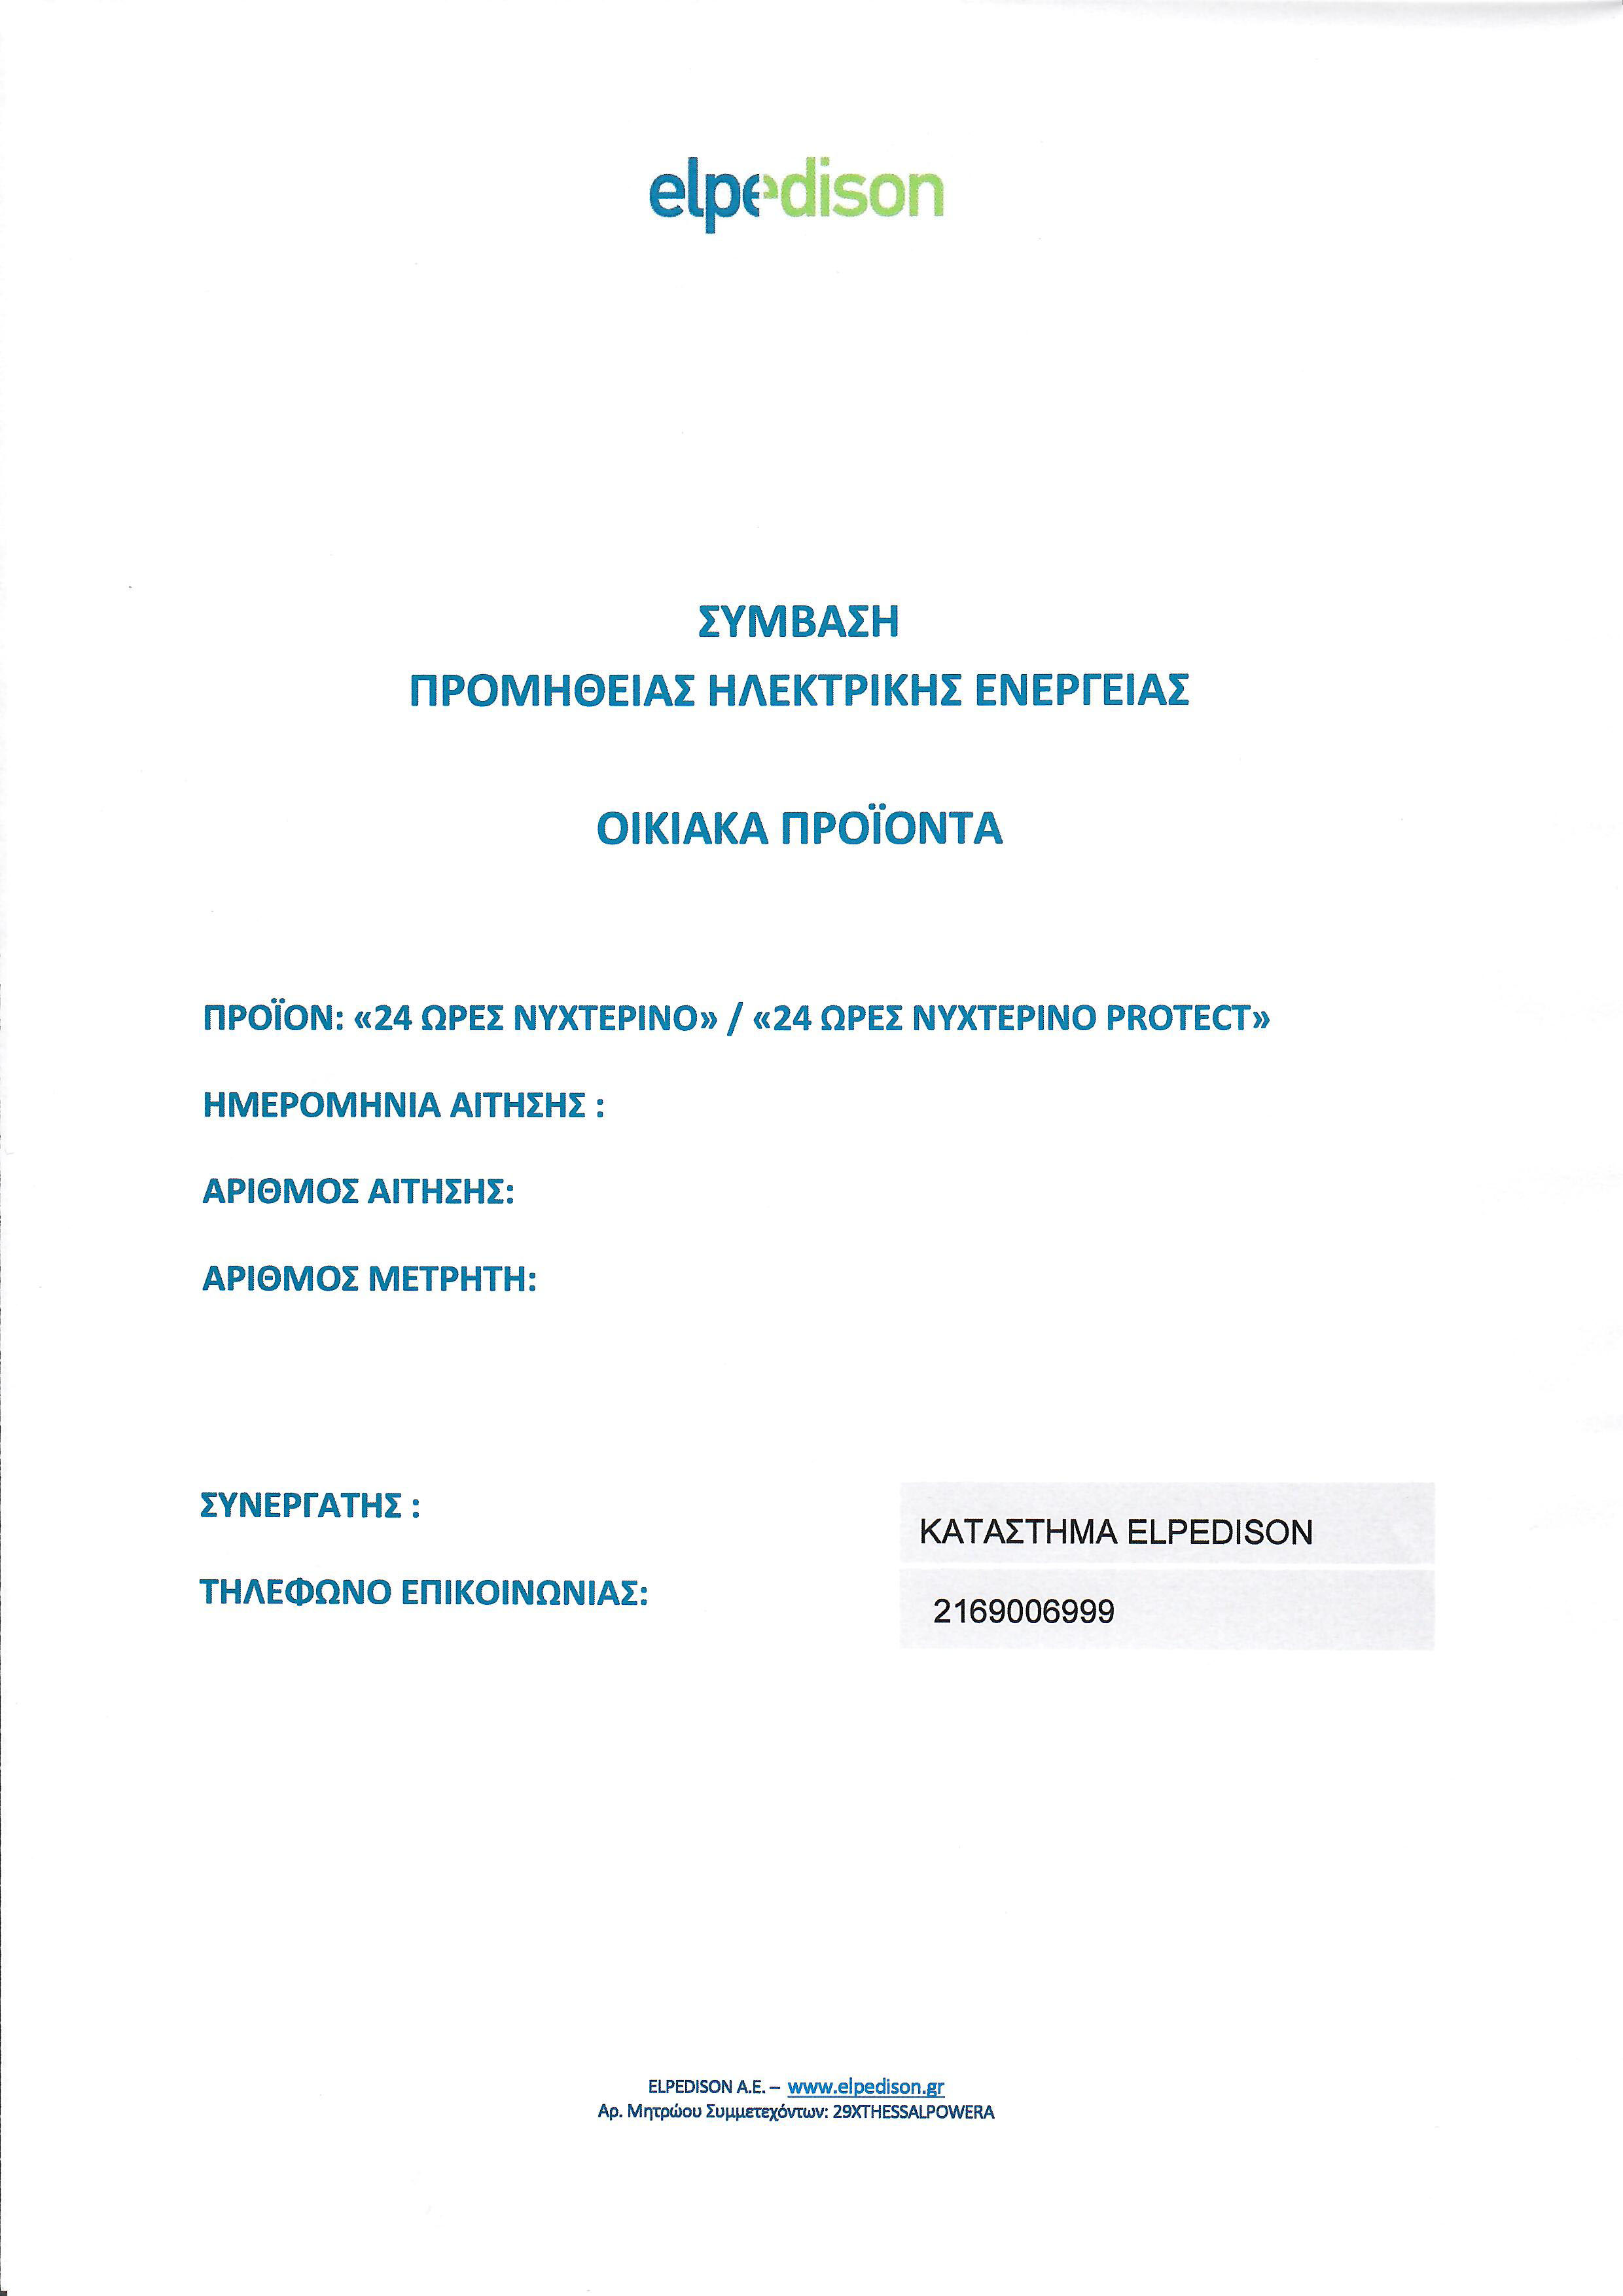 elpedison
ΣΥΜΒΑΣΗ
ΠΡΟΜΗΘΕΙΑΣ ΗΛΕΚΤΡΙΚΗΣ ΕΝΕΡΓΕΙΑΣ
ΟΙΚΙΑΚΑ ΠΡΟΪΟΝΤΑ
ΠΡΟΪΟΝ: «24 ΩΡΕΣ ΝΥΧΤΕΡΙΝΟ» / «24 ΩΡΕΣ ΝΥΧΤΕΡΙΝΟ PROTECT»
ΗΜΕΡΟΜΗΝΙΑ ΑΙΤΗΣΗΣ :
ΑΡΙΘΜΟΣ ΑΙΤΗΣΗΣ:
ΑΡΙΘΜΟΣ ΜΕΤΡΗΤΗ:
ΣΥΝΕΡΓΑΤΗΣ :
ΚΑΤΑΣΤΗΜΑ ELPEDISON
ΤΗΛΕΦΩΝΟ ΕΠΙΚΟΙΝΩΝΙΑΣ:
2169006999
ELPEDISON Α.Ε. – www.elpedison.gr
Αρ. Μητρώου Συμμετεχόντων: 29XTHESSALPOWERA